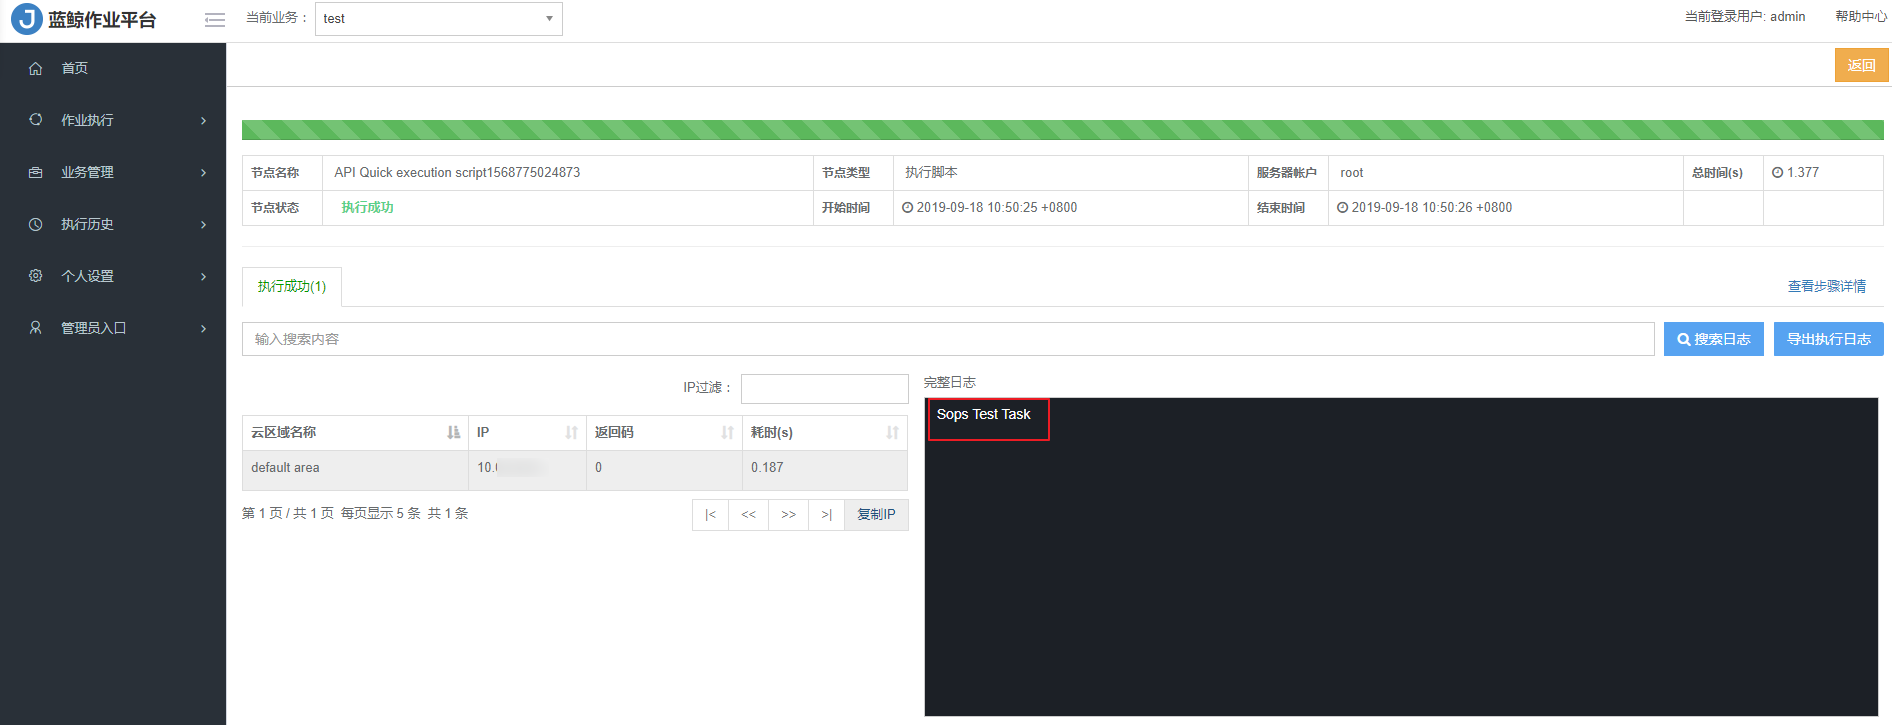 J 蓝鲸作业平台
当前业务： test
当前登录用户: admin 帮助中心
首页
作业执行
业务管理
执行历史
个人设置
管理员入口
返回
节点名称 API Quick execution script1568775024873 节点类型 执行脚本 服务器帐户 root 总时间(s) 1.377
节点状态 执行成功 开始时间 2019-09-18 10:50:25 +0800 结束时间 2019-09-18 10:50:26 +0800
执行成功(1) 查看步骤详情
输入搜索内容 搜索日志 导出执行日志
IP过滤：
云区域名称 IP 返回码 耗时(s)
default area 10. 0 0.187
第 1 页 / 共 1 页 每页显示 5 条 共 1 条 |< << >> >| 复制IP
完整日志
Sops Test Task